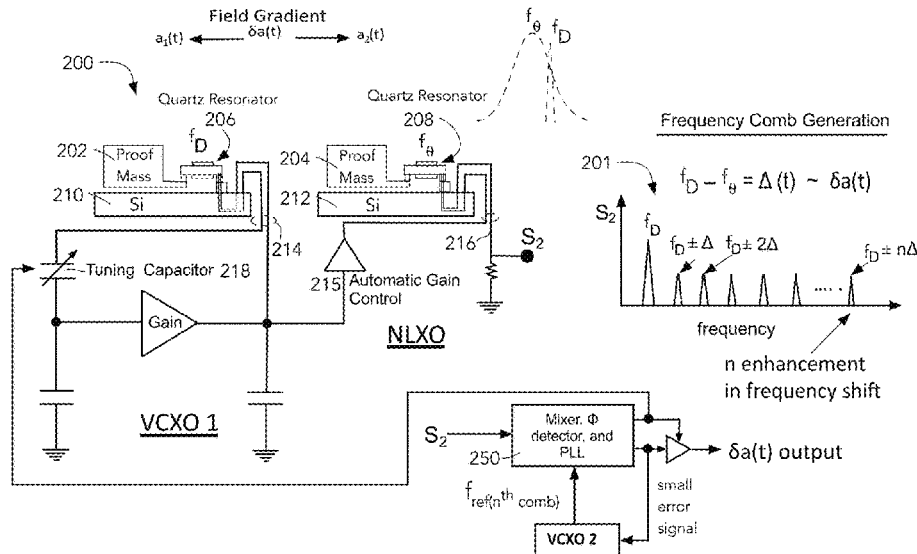 Field Gradient
a₁(t) δa(t) a₂(t)
200
f_θ
f_D
Quartz Resonator
206
f_D
Quartz Resonator
208
f_θ
202
Proof
Mass
204
Proof
Mass
210
Si
212
Si
214
216
S₂
Tuning Capacitor 218
215
Automatic Gain
Control
Gain
NLXO
VCXO 1
Frequency Comb Generation
201
f_D – f_θ = Δ (t) ~ δa(t)
S₂
f_D
f_D ± Δ
f_D ± 2Δ
.....
f_D ± nΔ
frequency
n enhancement
in frequency shift
S₂
Mixer, Φ
detector, and
PLL
250
δa(t) output
f_ref(nth comb)
small
error
signal
VCXO 2